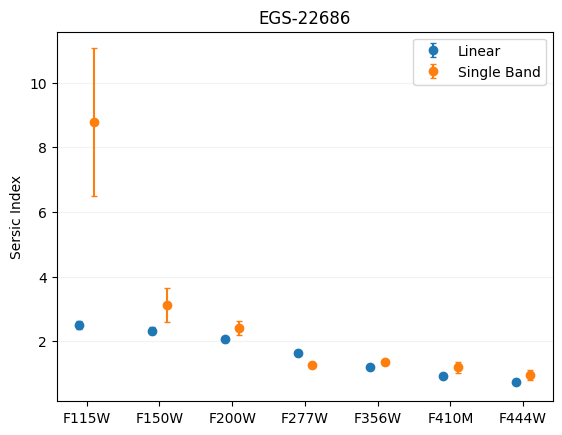 EGS-22686
Linear
Single Band
Sersic Index
10
8
6
4
2
F115W F150W F200W F277W F356W F410M F444W